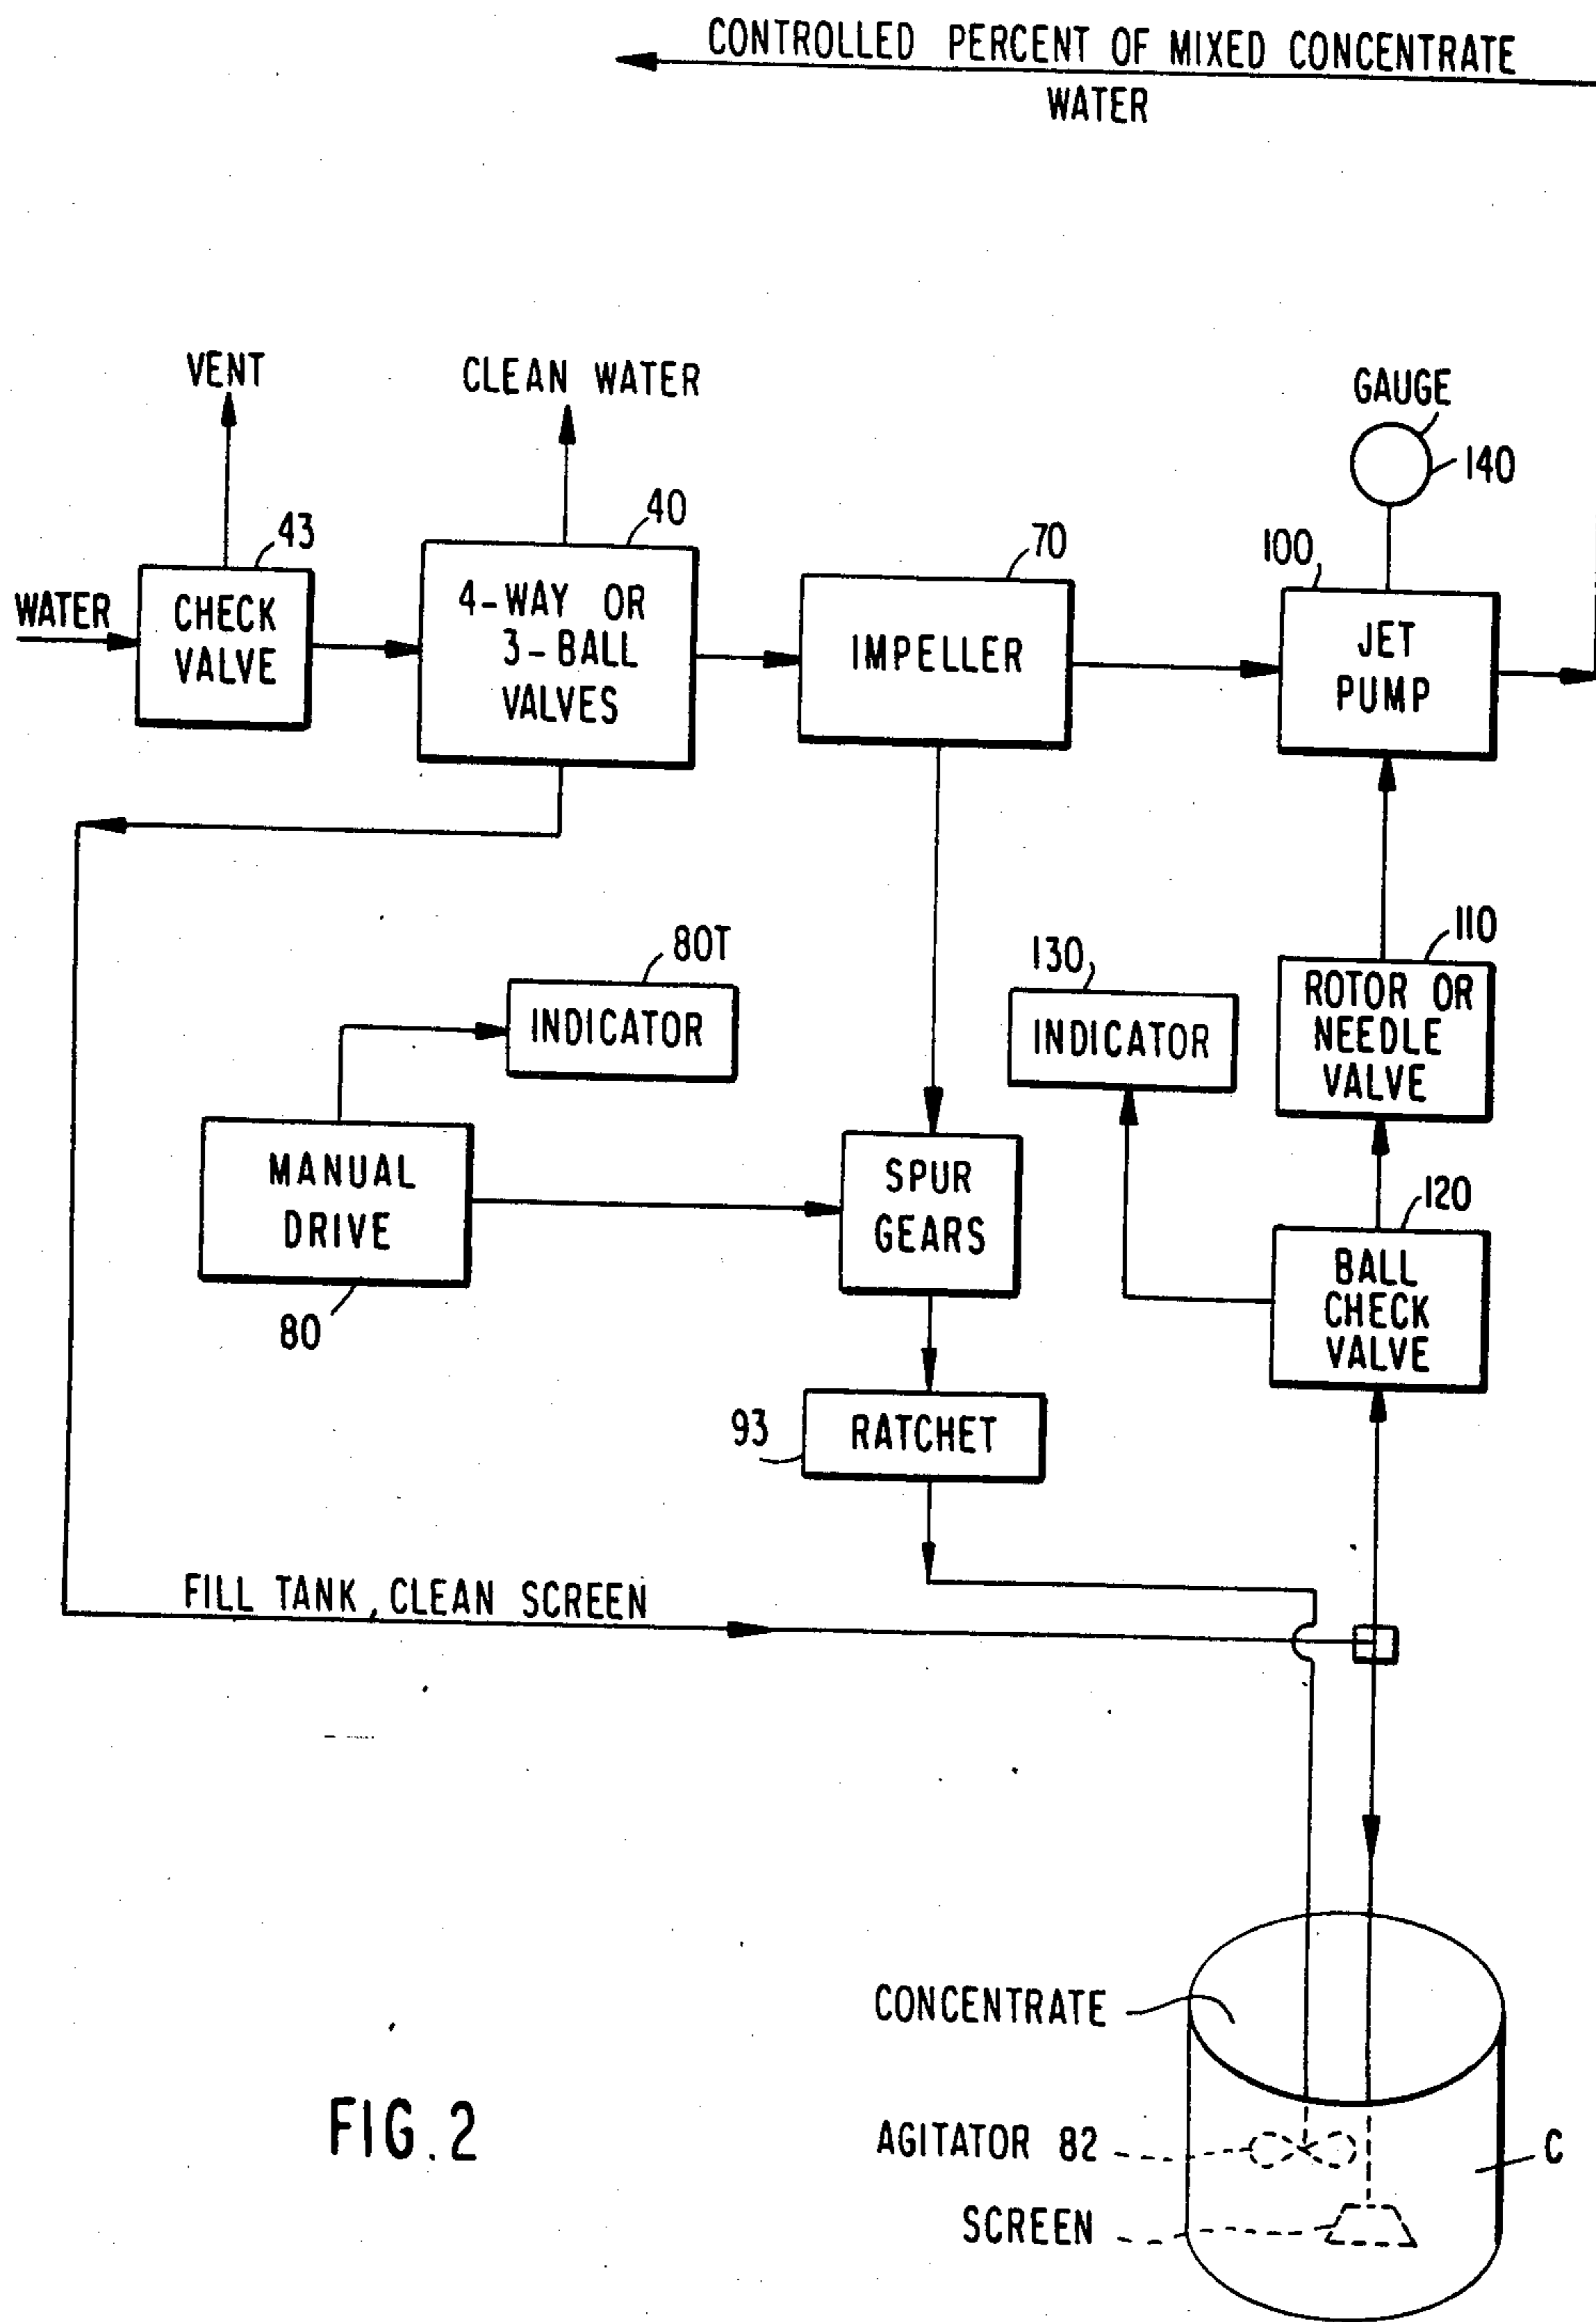 CONTROLLED PERCENT OF MIXED CONCENTRATE
WATER
VENT
CLEAN WATER
GAUGE
140
43
40
70
100
WATER
CHECK
VALVE
4-WAY OR
3-BALL
VALVES
IMPELLER
JET
PUMP
80T
130
110
INDICATOR
INDICATOR
ROTOR OR
NEEDLE
VALVE
MANUAL
DRIVE
80
SPUR
GEARS
120
BALL
CHECK
VALVE
93
RATCHET
FILL TANK, CLEAN SCREEN
CONCENTRATE
AGITATOR 82
C
SCREEN
FIG. 2